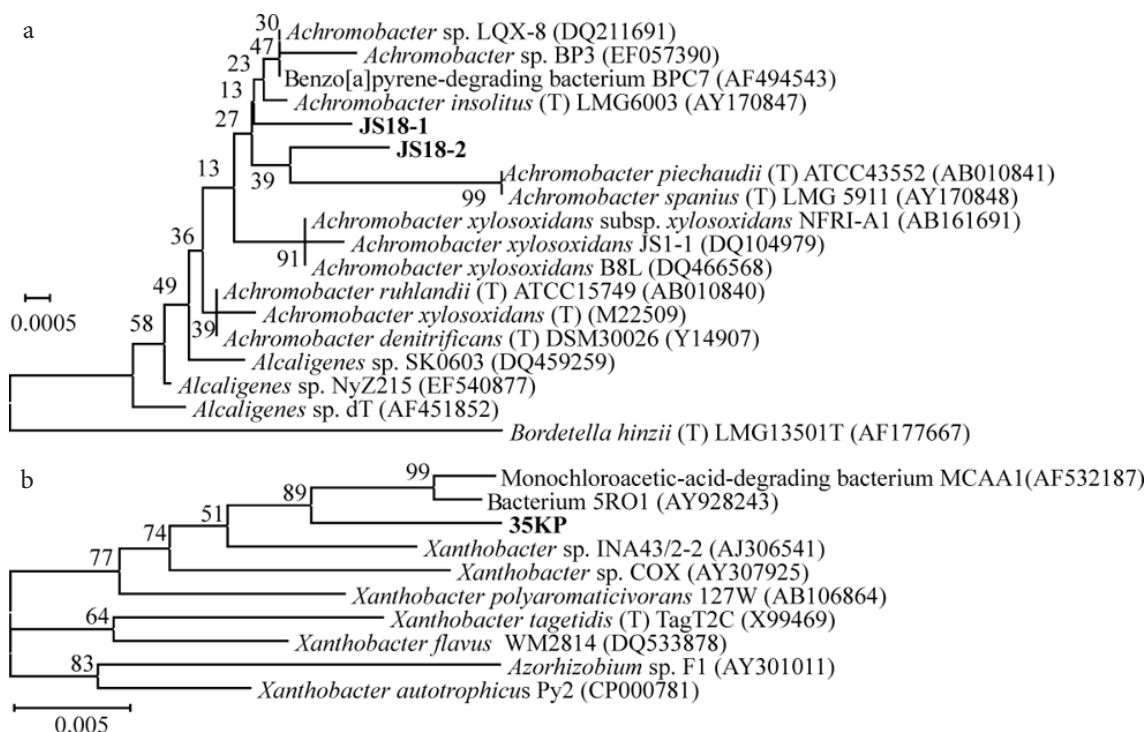 a
30
Achromobacter sp. LQX-8 (DQ211691)
47
Achromobacter sp. BP3 (EF057390)
23
Benzo[a]pyrene-degrading bacterium BPC7 (AF494543)
13
Achromobacter insolitus (T) LMG6003 (AY170847)
27
JS18-1
JS18-2
13
39
Achromobacter piechaudii (T) ATCC43552 (AB010841)
99
Achromobacter spanius (T) LMG 5911 (AY170848)
Achromobacter xylosoxidans subsp. xylosoxidans NFRI-A1 (AB161691)
36
Achromobacter xylosoxidans JS1-1 (DQ104979)
91
Achromobacter xylosoxidans B8L (DQ466568)
49
Achromobacter ruhlandii (T) ATCC15749 (AB010840)
0.0005
Achromobacter xylosoxidans (T) (M22509)
58
39
Achromobacter denitrificans (T) DSM30026 (Y14907)
Alcaligenes sp. SK0603 (DQ459259)
Alcaligenes sp. NyZ215 (EF540877)
Alcaligenes sp. dT (AF451852)
Bordetella hinzii (T) LMG13501T (AF177667)
b
99
Monochloroacetic-acid-degrading bacterium MCAA1(AF532187)
89
Bacterium 5RO1 (AY928243)
51
35KP
74
Xanthobacter sp. INA43/2-2 (AJ306541)
77
Xanthobacter sp. COX (AY307925)
Xanthobacter polyaromaticivorans 127W (AB106864)
64
Xanthobacter tagetidis (T) TagT2C (X99469)
Xanthobacter flavus WM2814 (DQ533878)
83
Azorhizobium sp. F1 (AY301011)
Xanthobacter autotrophicus Py2 (CP000781)
0.005